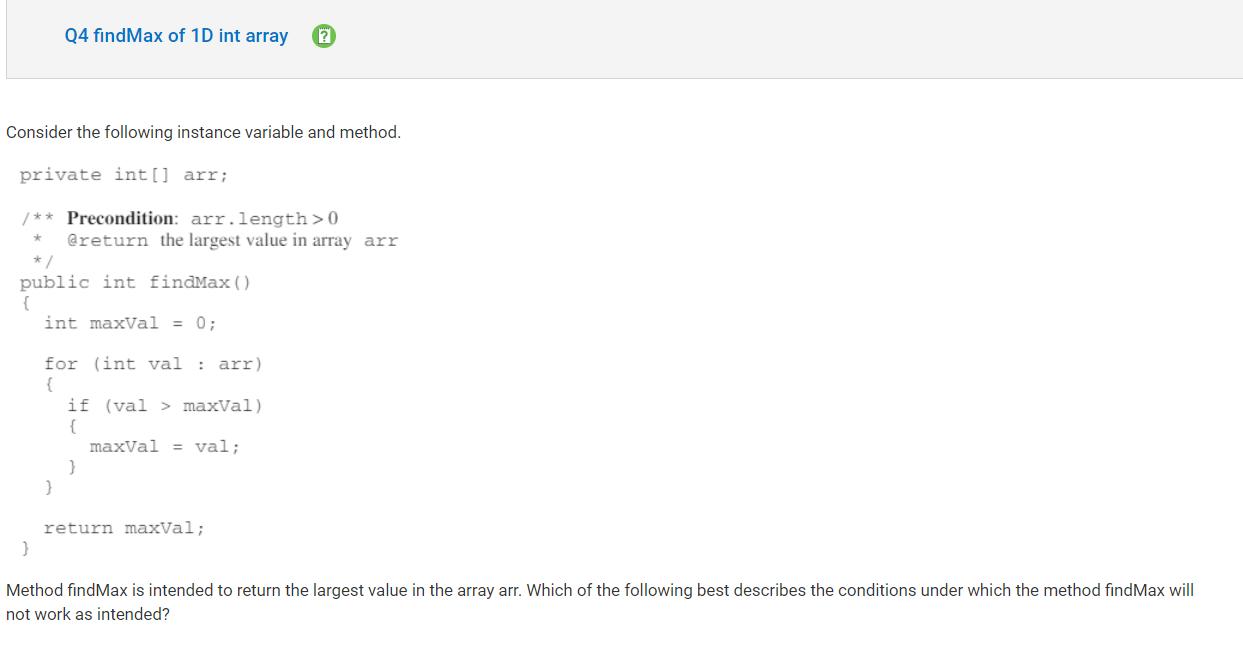 Q4 findMax of 1D int array
?
Consider the following instance variable and method.
private int[] arr;
/** Precondition: arr.length > 0
* @return the largest value in array arr
*/
public int findMax()
{
int maxVal = 0;
for (int val : arr)
{
if (val > maxVal)
{
maxVal = val;
}
}
return maxVal;
}
Method findMax is intended to return the largest value in the array arr. Which of the following best describes the conditions under which the method findMax will
not work as intended?